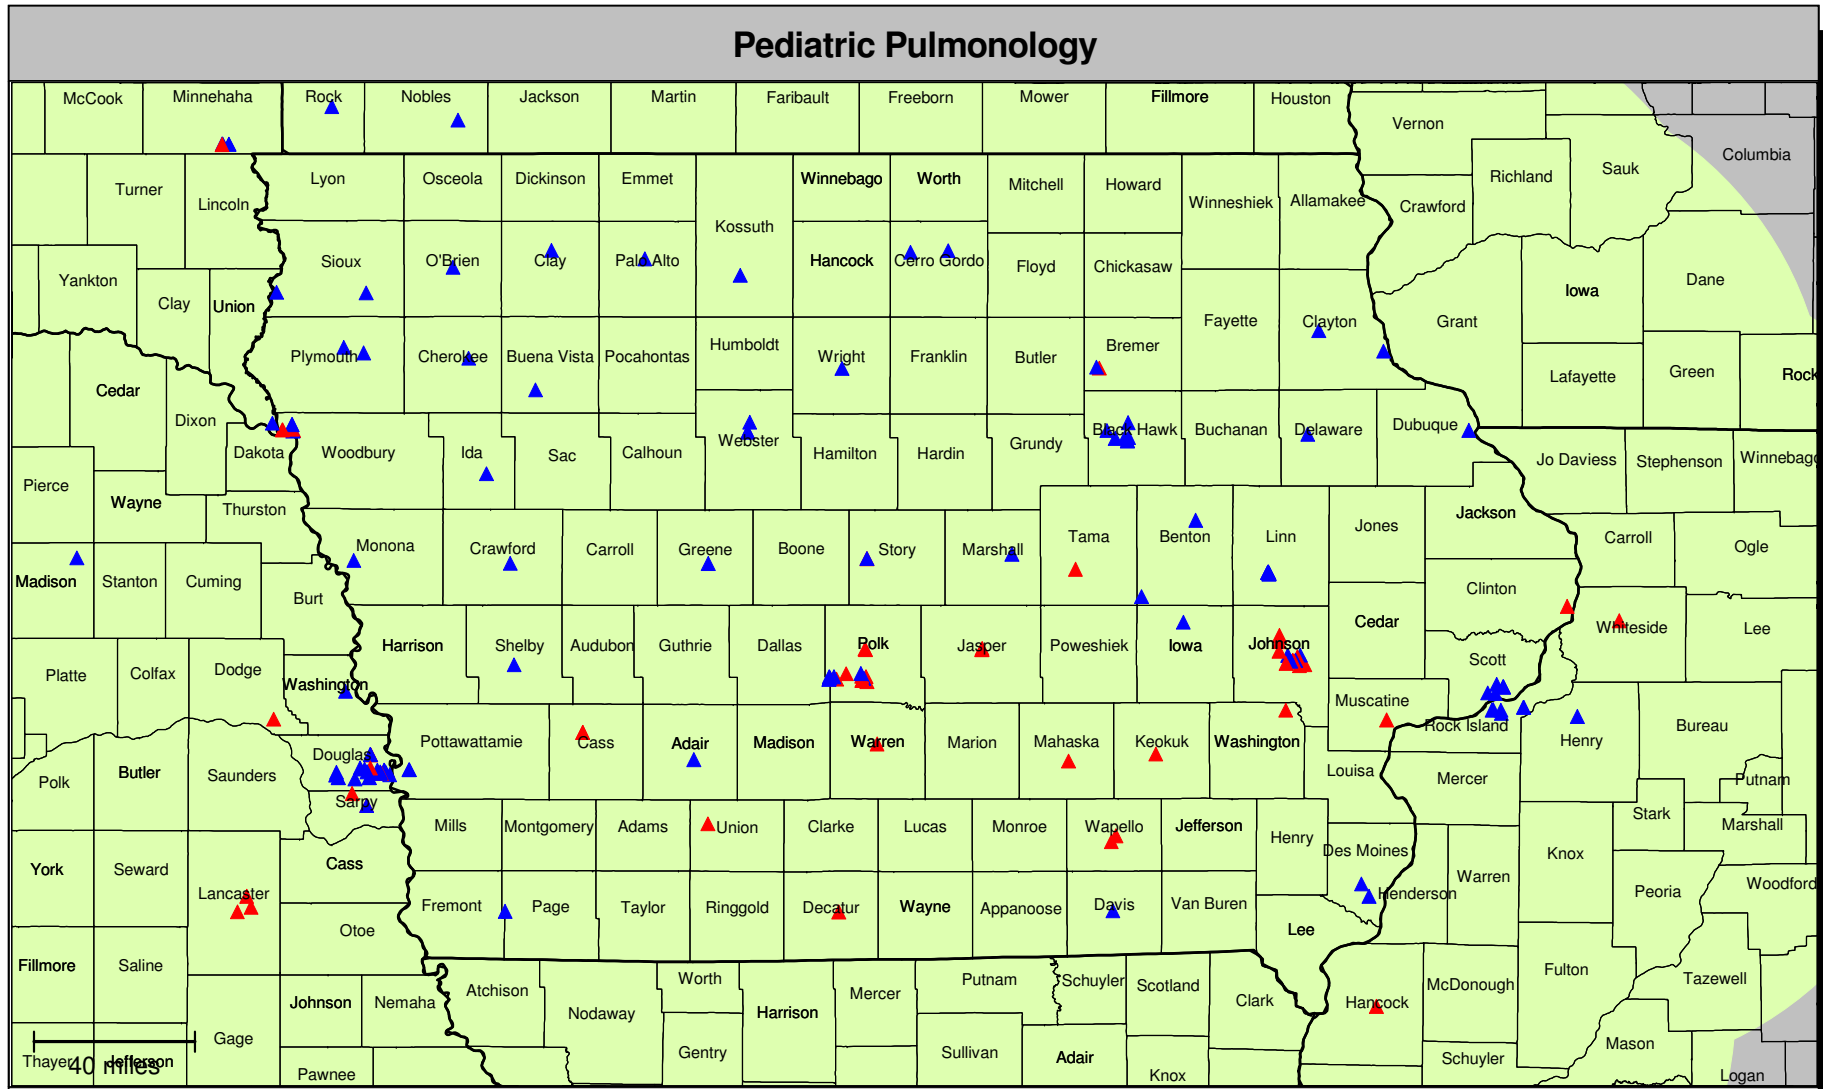 Pediatric Pulmonology
McCook Minnehaha Rock Nobles Jackson Martin Faribault Freeborn Mower Fillmore Houston
Vernon
Columbia
Turner Lincoln Lyon Osceola Dickinson Emmet Winnebago Worth Mitchell Howard Richland Sauk
Kossuth Winneshiek Allamakee Crawford
Yankton Clay Union Sioux O'Brien Clay Palo Alto Hancock Cerro Gordo Floyd Chickasaw Iowa Dane
Fayette Clayton Grant
Plymouth Cherokee Buena Vista Pocahontas Humboldt Wright Franklin Butler Bremer
Cedar Lafayette Green Rock
Dixon Dakota Woodbury Ida Sac Calhoun Webster Hamilton Hardin Grundy Black Hawk Buchanan Delaware Dubuque
Jo Daviess Stephenson Winnebago
Pierce Wayne Thurston
Monona Crawford Carroll Greene Boone Story Marshall Tama Benton Linn Jones Jackson Carroll Ogle
Madison Stanton Cuming Burt Clinton
Harrison Shelby Audubon Guthrie Dallas Polk Jasper Poweshiek Iowa Johnson Cedar Whiteside Lee
Platte Colfax Dodge Washington Scott
Muscatine Rock Island Henry Bureau
Pottawattamie Cass Adair Madison Warren Marion Mahaska Keokuk Washington
Douglas
Polk Butler Saunders Sarpy Louisa Mercer Putnam
Mills Montgomery Adams Union Clarke Lucas Monroe Wapello Jefferson Henry Des Moines Stark Marshall
York Seward Lancaster Cass Knox
Warren Peoria Woodford
Fremont Page Taylor Ringgold Decatur Wayne Appanoose Davis Van Buren Henderson
Otoe Lee
Fillmore Saline
Johnson Nemaha Atchison Nodaway Worth Harrison Mercer Putnam Schuyler Scotland Clark Hancock McDonough Fulton Tazewell
Gage Gentry Sullivan Adair Schuyler Mason
Thayer Jefferson Pawnee Knox Logan
40 miles